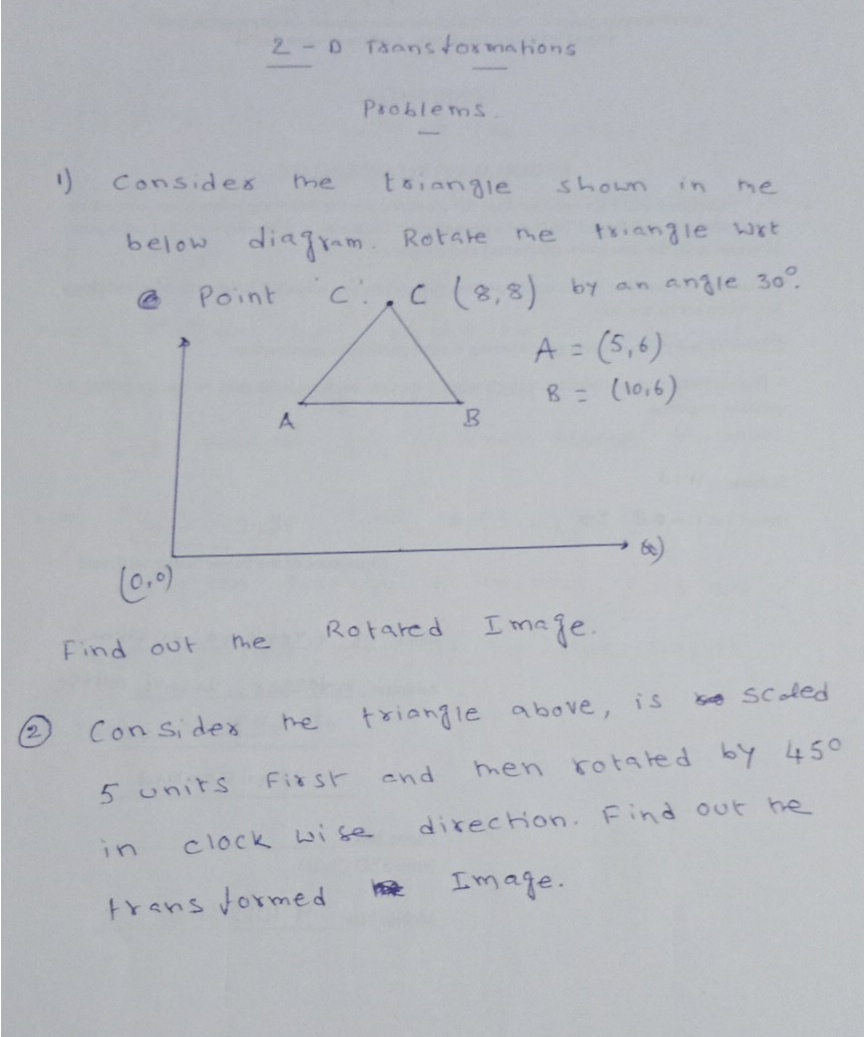 2 - D Transformations
Problems.
1) Consider the triangle shown in the
below diagram. Rotate the triangle wrt
Point 'C'. C (8,8) by an angle 30°.
A = (5,6)
B = (10,6)
A B
(0,0)
Find out the Rotated Image.
② Consider the triangle above, is scaled
5 units First and then rotated by 45°
in clock wise direction. Find out the
transformed Image.